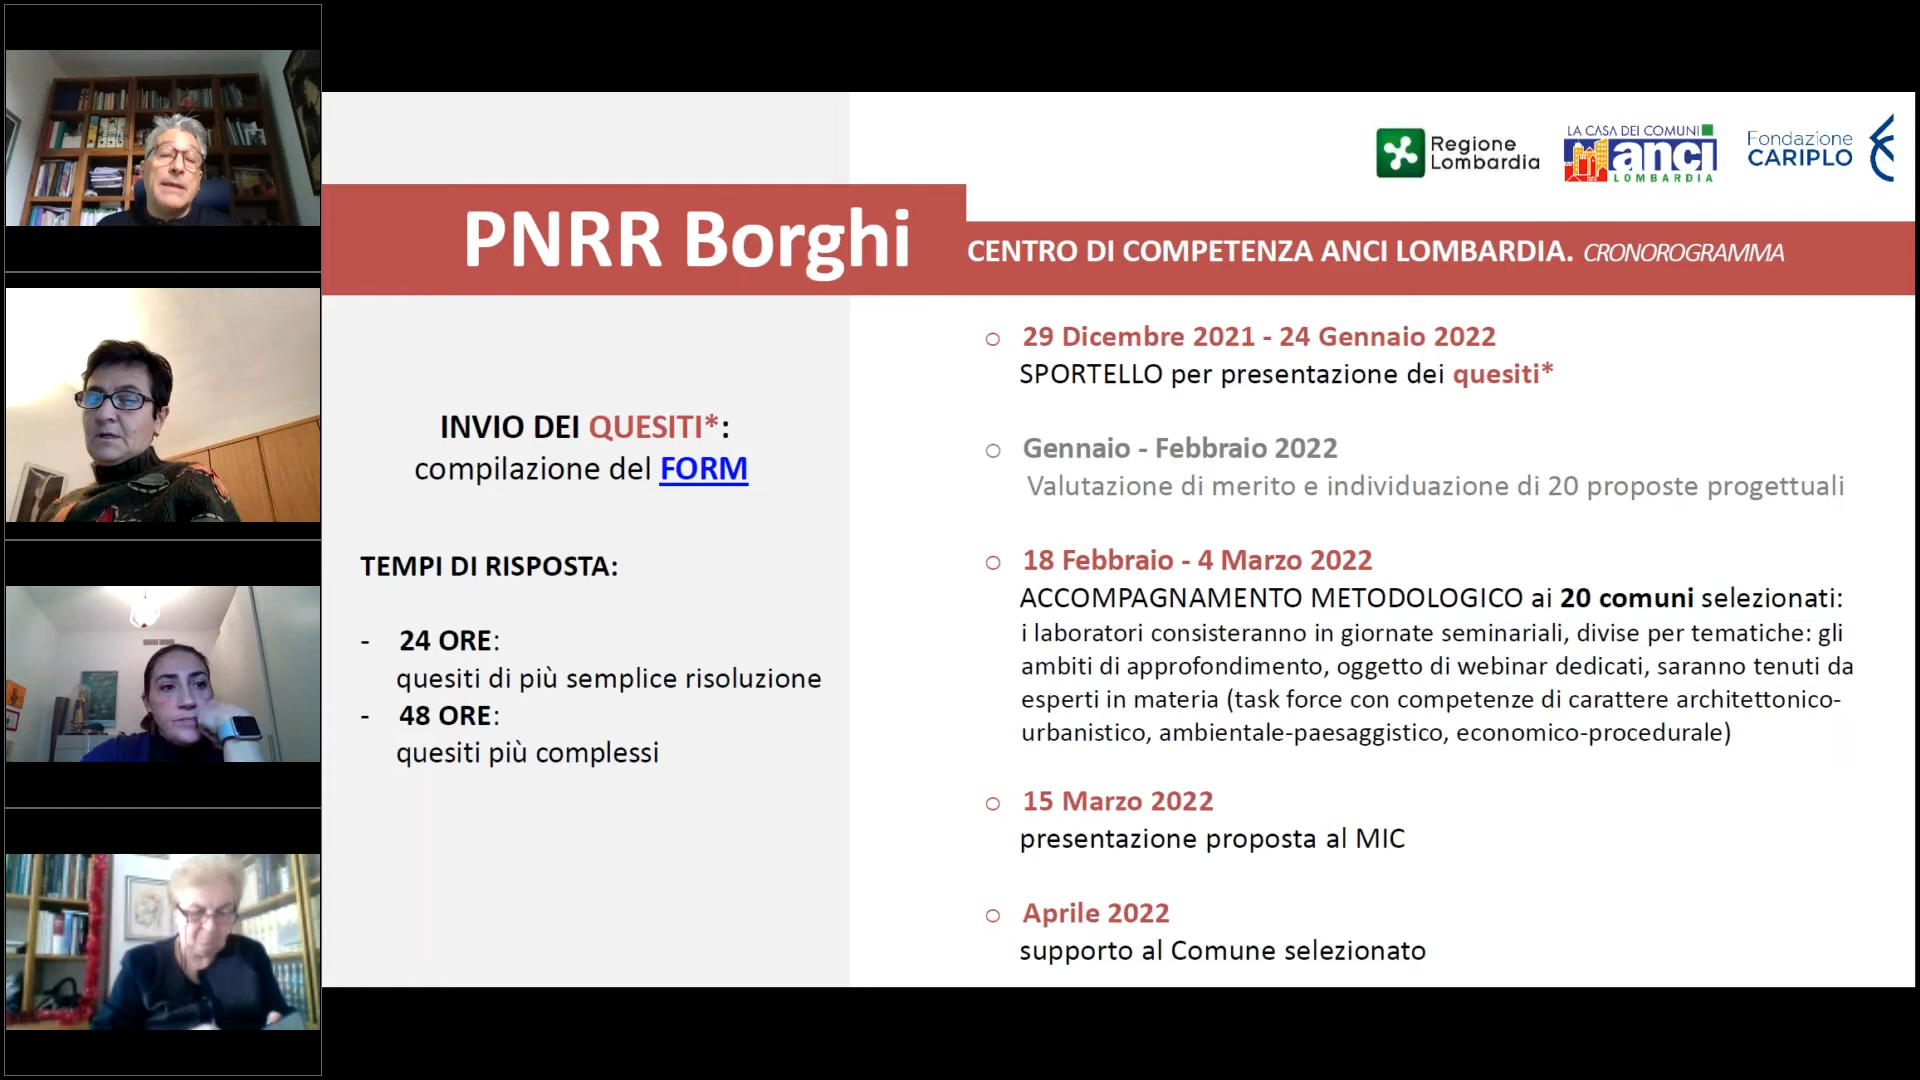 Regione
Lombardia
LA CASA DEI COMUNI
anci
LOMBARDIA
Fondazione
CARIPLO
PNRR Borghi
CENTRO DI COMPETENZA ANCI LOMBARDIA. CRONOROGRAMMA
INVIO DEI QUESITI*:
compilazione del FORM
TEMPI DI RISPOSTA:
- 24 ORE:
quesiti di più semplice risoluzione
- 48 ORE:
quesiti più complessi
○ 29 Dicembre 2021 - 24 Gennaio 2022
SPORTELLO per presentazione dei quesiti*
○ Gennaio - Febbraio 2022
Valutazione di merito e individuazione di 20 proposte progettuali
○ 18 Febbraio - 4 Marzo 2022
ACCOMPAGNAMENTO METODOLOGICO ai 20 comuni selezionati:
i laboratori consisteranno in giornate seminariali, divise per tematiche: gli
ambiti di approfondimento, oggetto di webinar dedicati, saranno tenuti da
esperti in materia (task force con competenze di carattere architettonico-
urbanistico, ambientale-paesaggistico, economico-procedurale)
○ 15 Marzo 2022
presentazione proposta al MIC
○ Aprile 2022
supporto al Comune selezionato